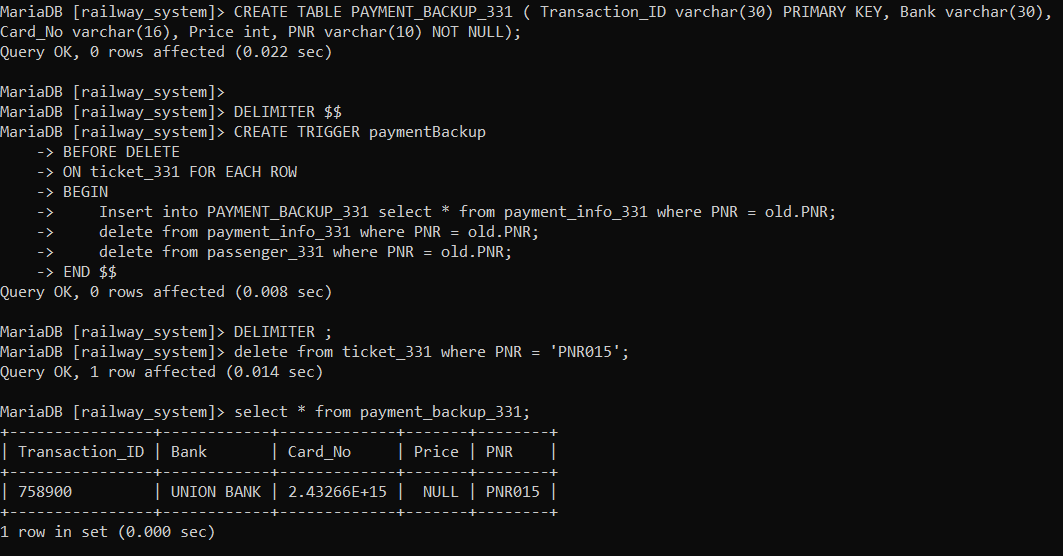 MariaDB [railway_system]> CREATE TABLE PAYMENT_BACKUP_331 ( Transaction_ID varchar(30) PRIMARY KEY, Bank varchar(30),
Card_No varchar(16), Price int, PNR varchar(10) NOT NULL);
Query OK, 0 rows affected (0.022 sec)

MariaDB [railway_system]>
MariaDB [railway_system]> DELIMITER $$
MariaDB [railway_system]> CREATE TRIGGER paymentBackup
    -> BEFORE DELETE
    -> ON ticket_331 FOR EACH ROW
    -> BEGIN
    ->     Insert into PAYMENT_BACKUP_331 select * from payment_info_331 where PNR = old.PNR;
    ->     delete from payment_info_331 where PNR = old.PNR;
    ->     delete from passenger_331 where PNR = old.PNR;
    -> END $$
Query OK, 0 rows affected (0.008 sec)

MariaDB [railway_system]> DELIMITER ;
MariaDB [railway_system]> delete from ticket_331 where PNR = 'PNR015';
Query OK, 1 row affected (0.014 sec)

MariaDB [railway_system]> select * from payment_backup_331;
+----------------+------------+-------------+-------+--------+
| Transaction_ID | Bank       | Card_No     | Price | PNR    |
+----------------+------------+-------------+-------+--------+
| 758900         | UNION BANK | 2.43266E+15 |  NULL | PNR015 |
+----------------+------------+-------------+-------+--------+
1 row in set (0.000 sec)